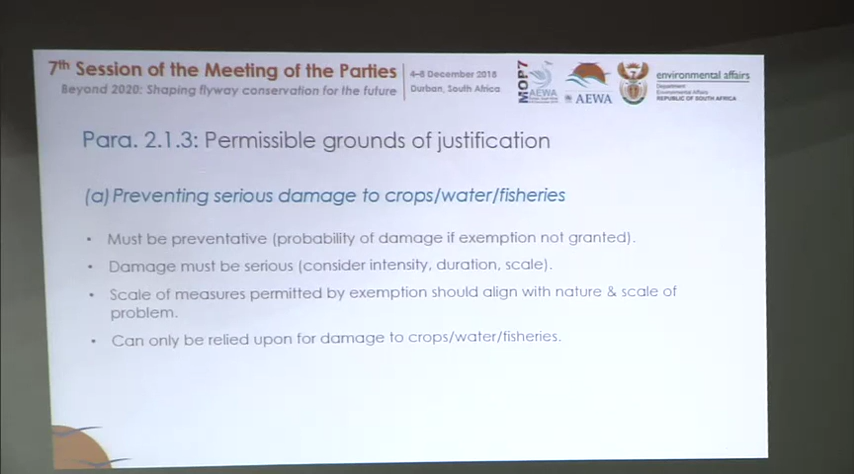 7th Session of the Meeting of the Parties
Beyond 2020: Shaping flyway conservation for the future
4–8 December 2018
Durban, South Africa
MOP7
AEWA
AEWA
environmental affairs
Department:
Environmental Affairs
REPUBLIC OF SOUTH AFRICA
Para. 2.1.3: Permissible grounds of justification
(a) Preventing serious damage to crops/water/fisheries
• Must be preventative (probability of damage if exemption not granted).
• Damage must be serious (consider intensity, duration, scale).
• Scale of measures permitted by exemption should align with nature & scale of
problem.
• Can only be relied upon for damage to crops/water/fisheries.